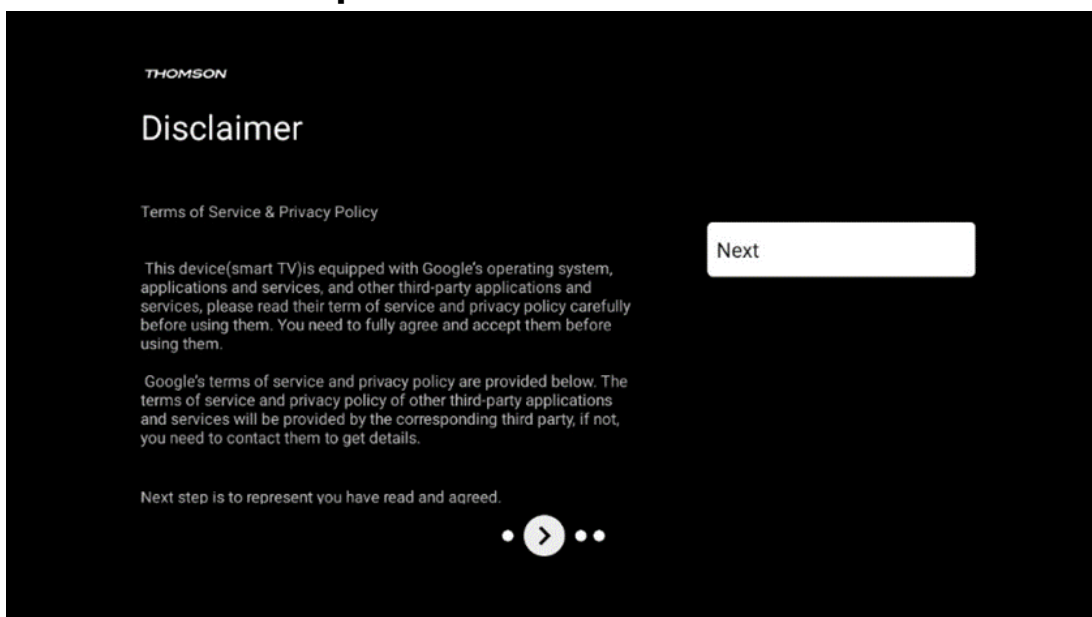 THOMSON
Disclaimer
Terms of Service & Privacy Policy
This device(smart TV)is equipped with Google's operating system,
applications and services, and other third-party applications and
services, please read their term of service and privacy policy carefully
before using them. You need to fully agree and accept them before
using them.
Google's terms of service and privacy policy are provided below. The
terms of service and privacy policy of other third-party applications
and services will be provided by the corresponding third party, if not,
you need to contact them to get details.
Next step is to represent you have read and agreed.
Next